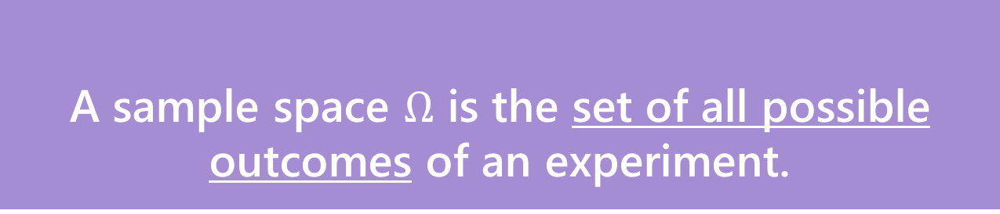 A sample space Ω is the set of all possible
outcomes of an experiment.